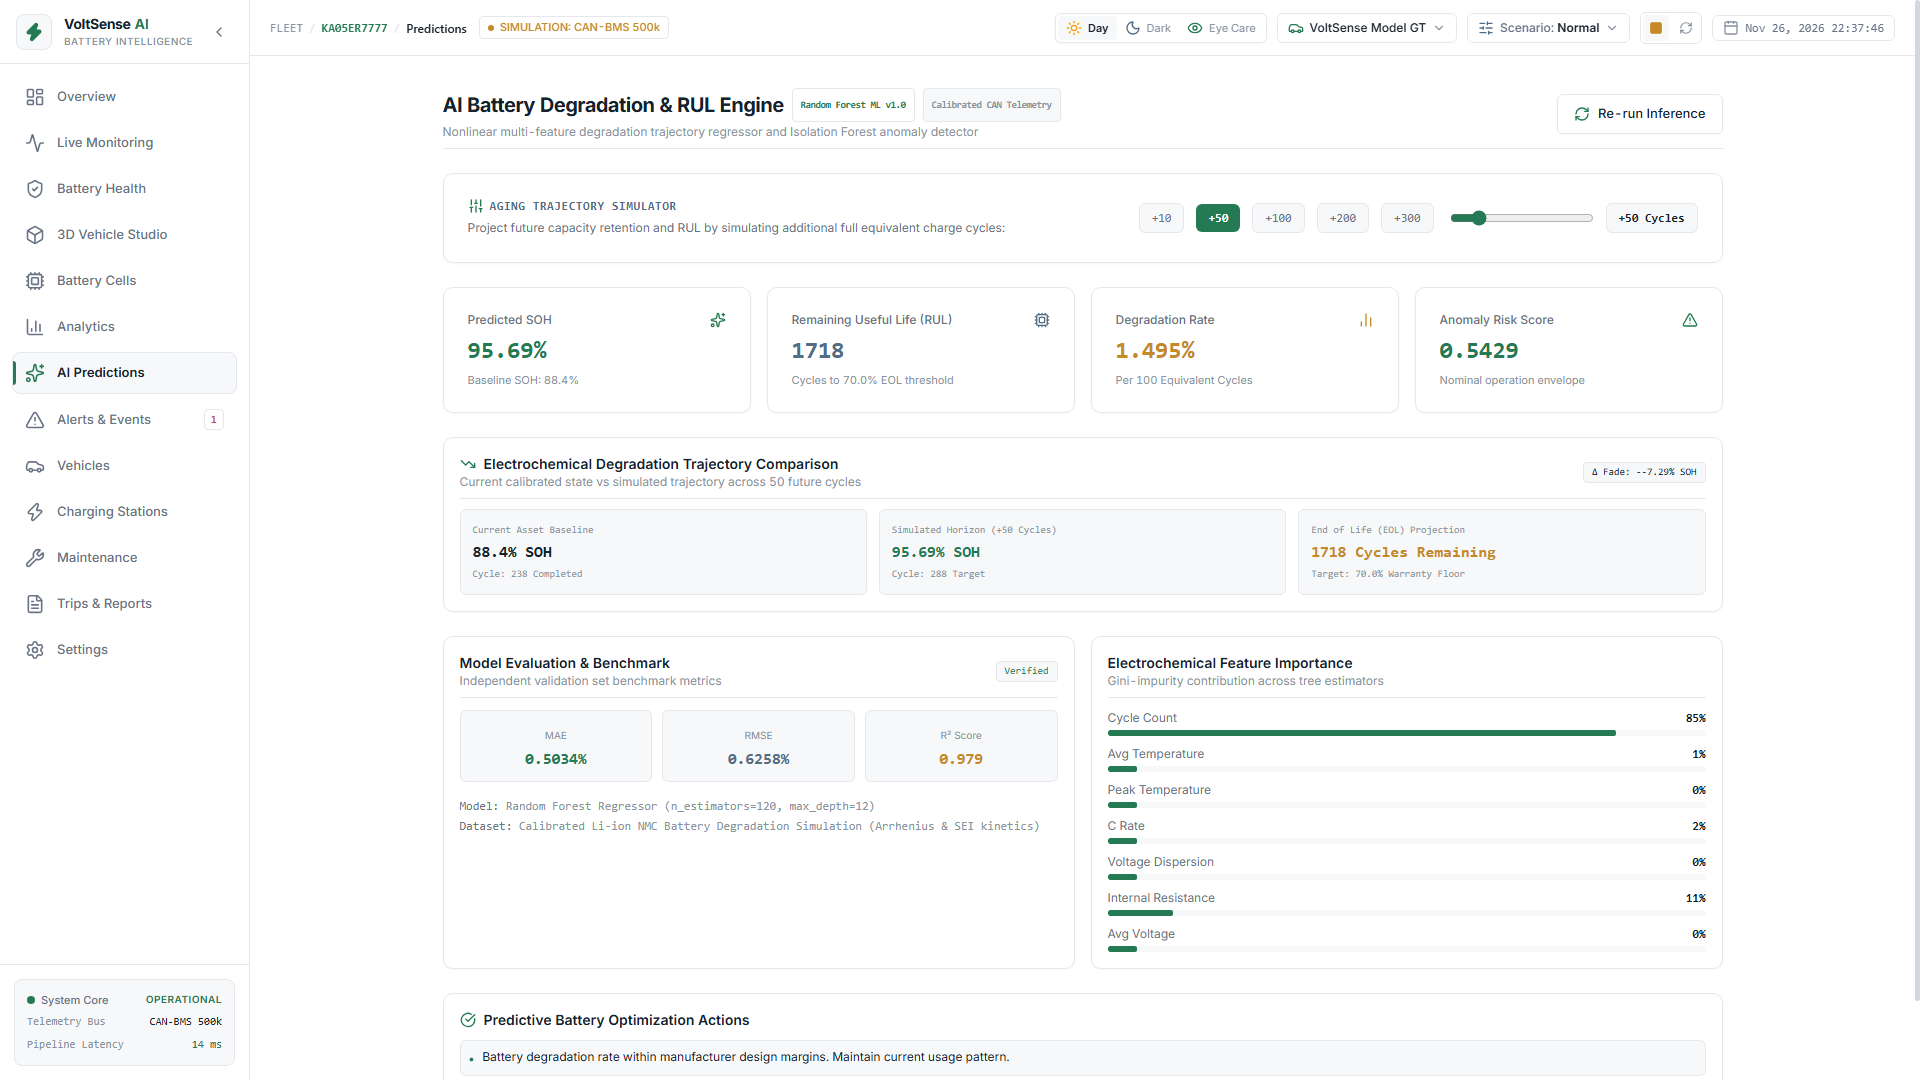 VoltSense AI
BATTERY INTELLIGENCE
Overview
Live Monitoring
Battery Health
3D Vehicle Studio
Battery Cells
Analytics
AI Predictions
Alerts & Events 1
Vehicles
Charging Stations
Maintenance
Trips & Reports
Settings
System Core OPERATIONAL
Telemetry Bus CAN-BMS 500k
Pipeline Latency 14 ms
FLEET / KA05ER7777 / Predictions SIMULATION: CAN-BMS 500k
Day Dark Eye Care VoltSense Model GT Scenario: Normal Nov 26, 2026 22:37:46
AI Battery Degradation & RUL Engine Random Forest ML v1.0 Calibrated CAN Telemetry
Nonlinear multi-feature degradation trajectory regressor and Isolation Forest anomaly detector
Re-run Inference
AGING TRAJECTORY SIMULATOR
Project future capacity retention and RUL by simulating additional full equivalent charge cycles:
+10 +50 +100 +200 +300 +50 Cycles
Predicted SOH
95.69%
Baseline SOH: 88.4%
Remaining Useful Life (RUL)
1718
Cycles to 70.0% EOL threshold
Degradation Rate
1.495%
Per 100 Equivalent Cycles
Anomaly Risk Score
0.5429
Nominal operation envelope
Electrochemical Degradation Trajectory Comparison
Current calibrated state vs simulated trajectory across 50 future cycles
Δ Fade: --7.29% SOH
Current Asset Baseline
88.4% SOH
Cycle: 238 Completed
Simulated Horizon (+50 Cycles)
95.69% SOH
Cycle: 288 Target
End of Life (EOL) Projection
1718 Cycles Remaining
Target: 70.0% Warranty Floor
Model Evaluation & Benchmark
Independent validation set benchmark metrics
Verified
MAE
0.5034%
RMSE
0.6258%
R² Score
0.979
Model: Random Forest Regressor (n_estimators=120, max_depth=12)
Dataset: Calibrated Li-ion NMC Battery Degradation Simulation (Arrhenius & SEI kinetics)
Electrochemical Feature Importance
Gini-impurity contribution across tree estimators
Cycle Count 85%
Avg Temperature 1%
Peak Temperature 0%
C Rate 2%
Voltage Dispersion 0%
Internal Resistance 11%
Avg Voltage 0%
Predictive Battery Optimization Actions
• Battery degradation rate within manufacturer design margins. Maintain current usage pattern.